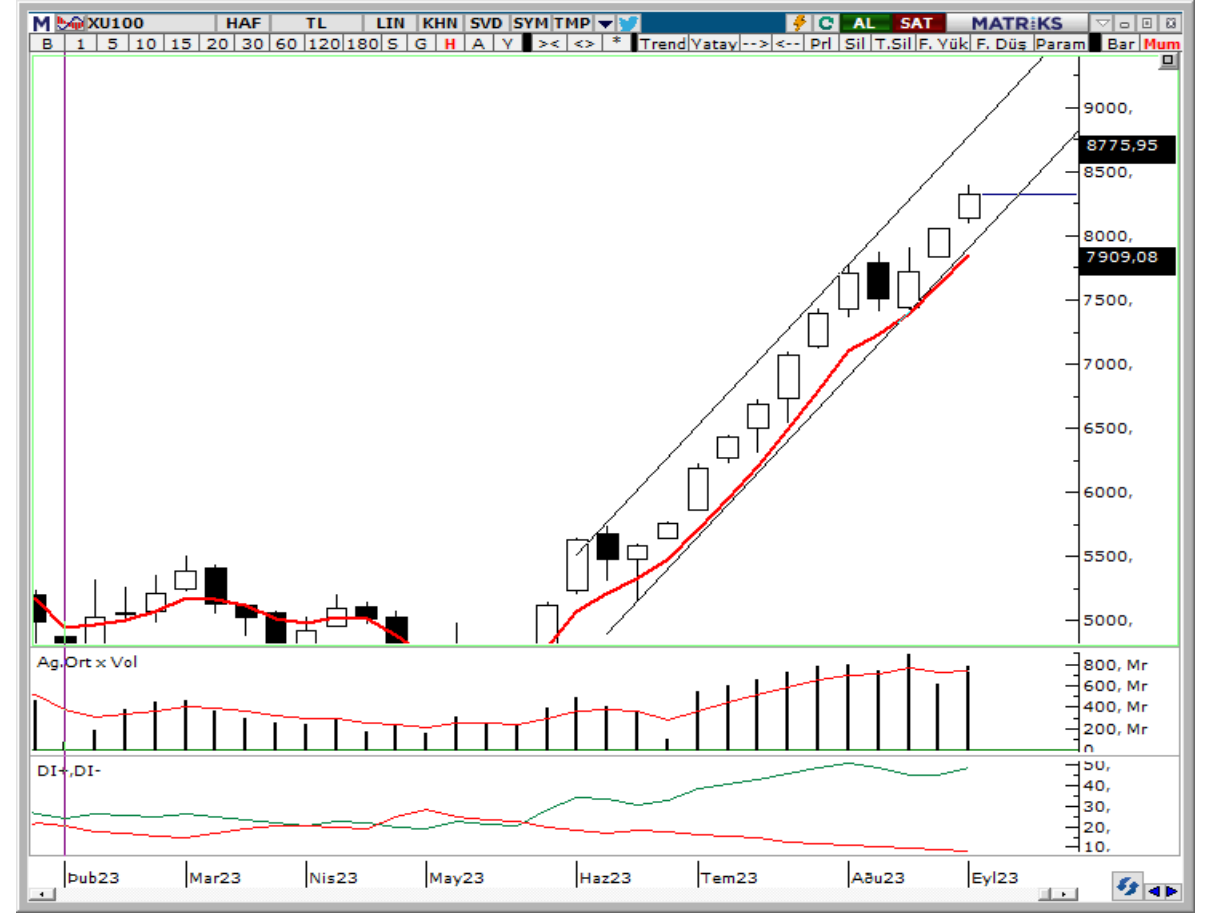 M XU100 HAF TL LIN KHN SVD SYM TMP C AL SAT MATRiKS
B 1 5 10 15 20 30 60 120 180 S G H A Y >< <> * Trend Yatay --> <-- Prl Sil T.Sil F. Yük F. Düş Param Bar Mum
9000,
8775,95
8500,
8000,
7909,08
7500,
7000,
6500,
6000,
5500,
5000,
Ag.Ort x Vol
800, Mr
600, Mr
400, Mr
200, Mr
0
DI+,DI-
50,
40,
30,
20,
10,
Þub23 Mar23 Nis23 May23 Haz23 Tem23 Aðu23 Eyl23